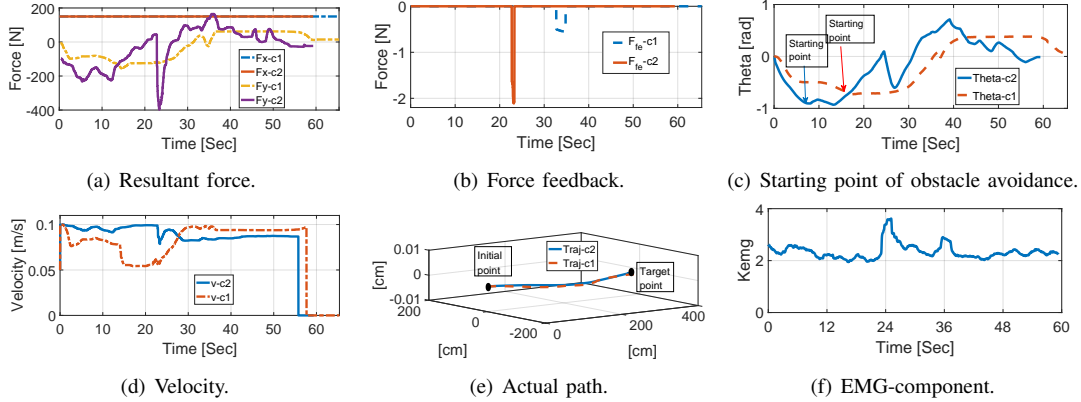 Force [N]
200
0
-200
-400
Fx-c1
Fx-c2
Fy-c1
Fy-c2
0 10 20 30 40 50 60
Time [Sec]
(a) Resultant force.
Force [N]
0
-1
-2
Ffe-c1
Ffe-c2
0 10 20 30 40 50 60
Time [Sec]
(b) Force feedback.
Theta [rad]
1
0
-1
Starting point
Starting point
Theta-c2
Theta-c1
0 10 20 30 40 50 60
Time [Sec]
(c) Starting point of obstacle avoidance.
Velocity [m/s]
0.1
0.05
0
v-c2
v-c1
0 10 20 30 40 50 60
Time [Sec]
(d) Velocity.
[cm]
0.01
0
-0.01
Initial point
Traj-c2
Traj-c1
Target point
200
0
-200
[cm]
0
200
400
[cm]
(e) Actual path.
Kemg
4
2
0
0 12 24 36 48 60
Time [Sec]
(f) EMG-component.